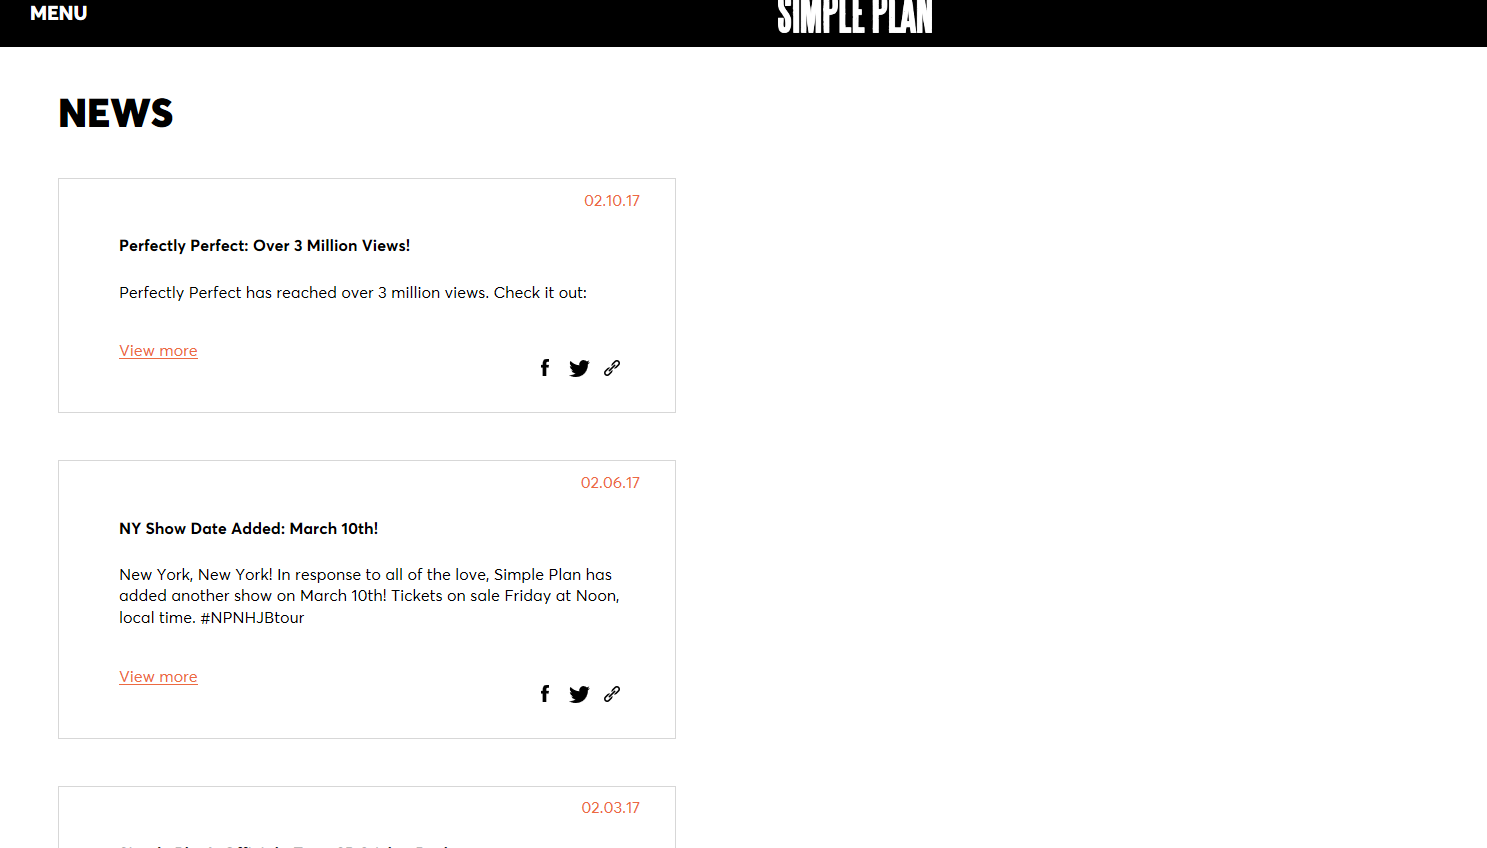 MENU
SIMPLE PLAN
NEWS
02.10.17
Perfectly Perfect: Over 3 Million Views!
Perfectly Perfect has reached over 3 million views. Check it out:
View more
02.06.17
NY Show Date Added: March 10th!
New York, New York! In response to all of the love, Simple Plan has
added another show on March 10th! Tickets on sale Friday at Noon,
local time. #NPNHJBtour
View more
02.03.17